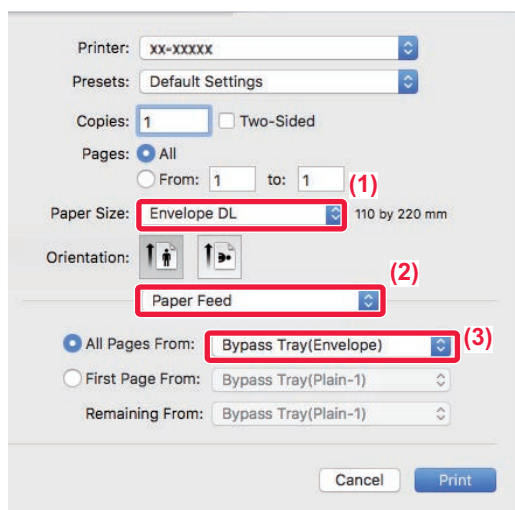 Printer: xx-xxxxx
Presets: Default Settings
Copies: 1 Two-Sided
Pages: All
From: 1 to: 1
(1)
Paper Size: Envelope DL 110 by 220 mm
Orientation:
(2)
Paper Feed
All Pages From: Bypass Tray(Envelope) (3)
First Page From: Bypass Tray(Plain-1)
Remaining From: Bypass Tray(Plain-1)
Cancel Print